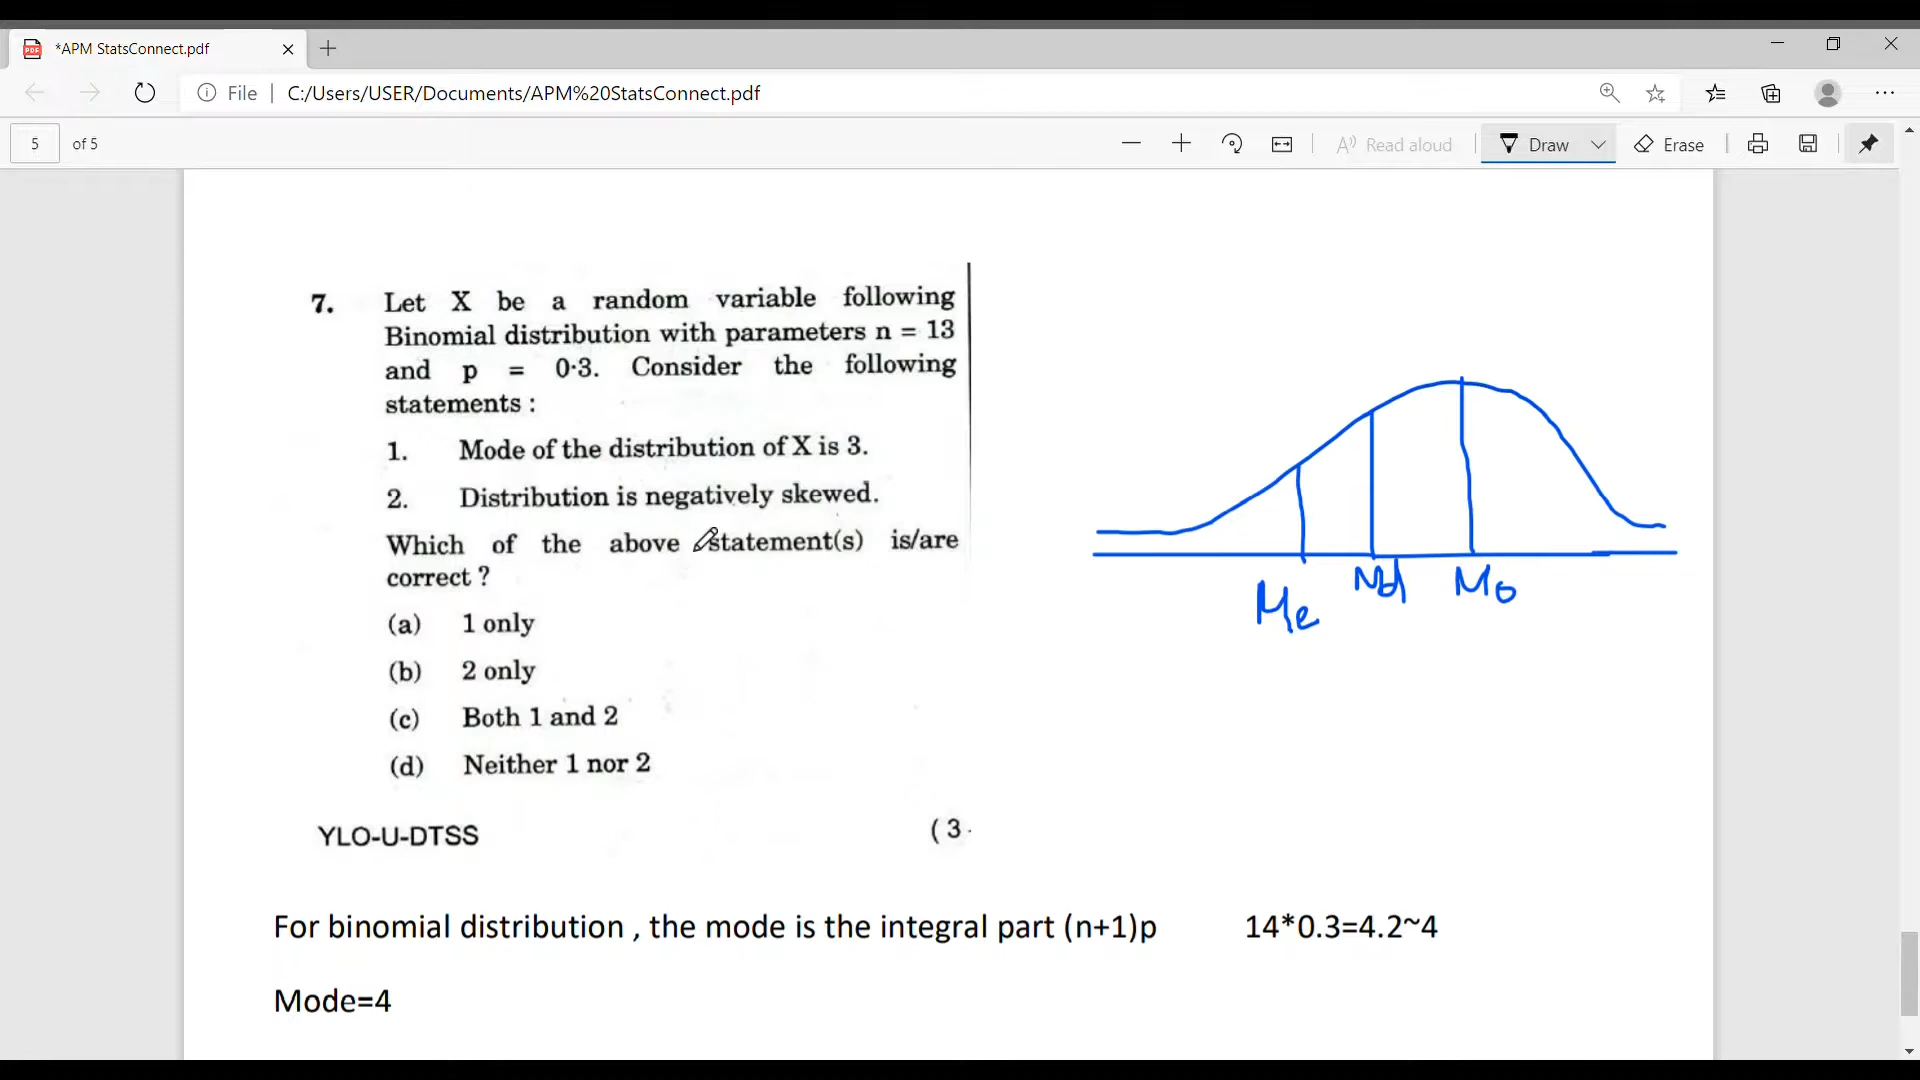 *APM StatsConnect.pdf
File | C:/Users/USER/Documents/APM%20StatsConnect.pdf
5 of 5
Read aloud
Draw
Erase
7. Let X be a random variable following
Binomial distribution with parameters n = 13
and p = 0·3. Consider the following
statements :
1. Mode of the distribution of X is 3.
2. Distribution is negatively skewed.
Which of the above statement(s) is/are
correct ?
(a) 1 only
(b) 2 only
(c) Both 1 and 2
(d) Neither 1 nor 2
YLO-U-DTSS
( 3
Me
Md
Mo
For binomial distribution , the mode is the integral part (n+1)p
14*0.3=4.2~4
Mode=4